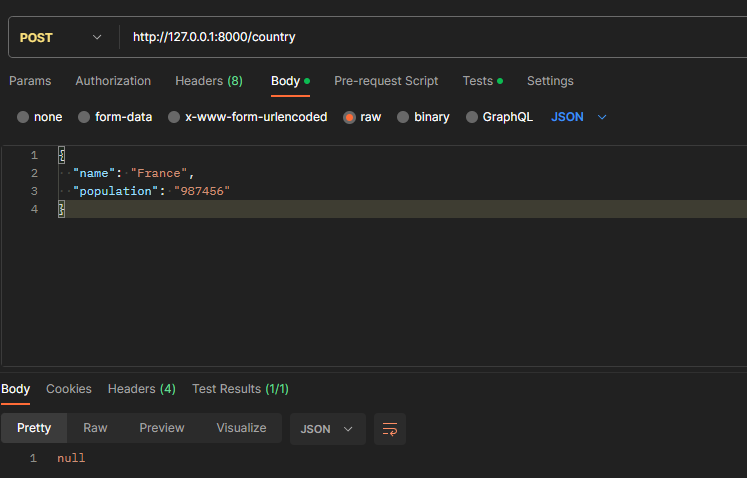 POST http://127.0.0.1:8000/country
Params Authorization Headers (8) Body Pre-request Script Tests Settings
none form-data x-www-form-urlencoded raw binary GraphQL JSON
1 {
2 "name": "France",
3 "population": "987456"
4 }
Body Cookies Headers (4) Test Results (1/1)
Pretty Raw Preview Visualize JSON
1 null